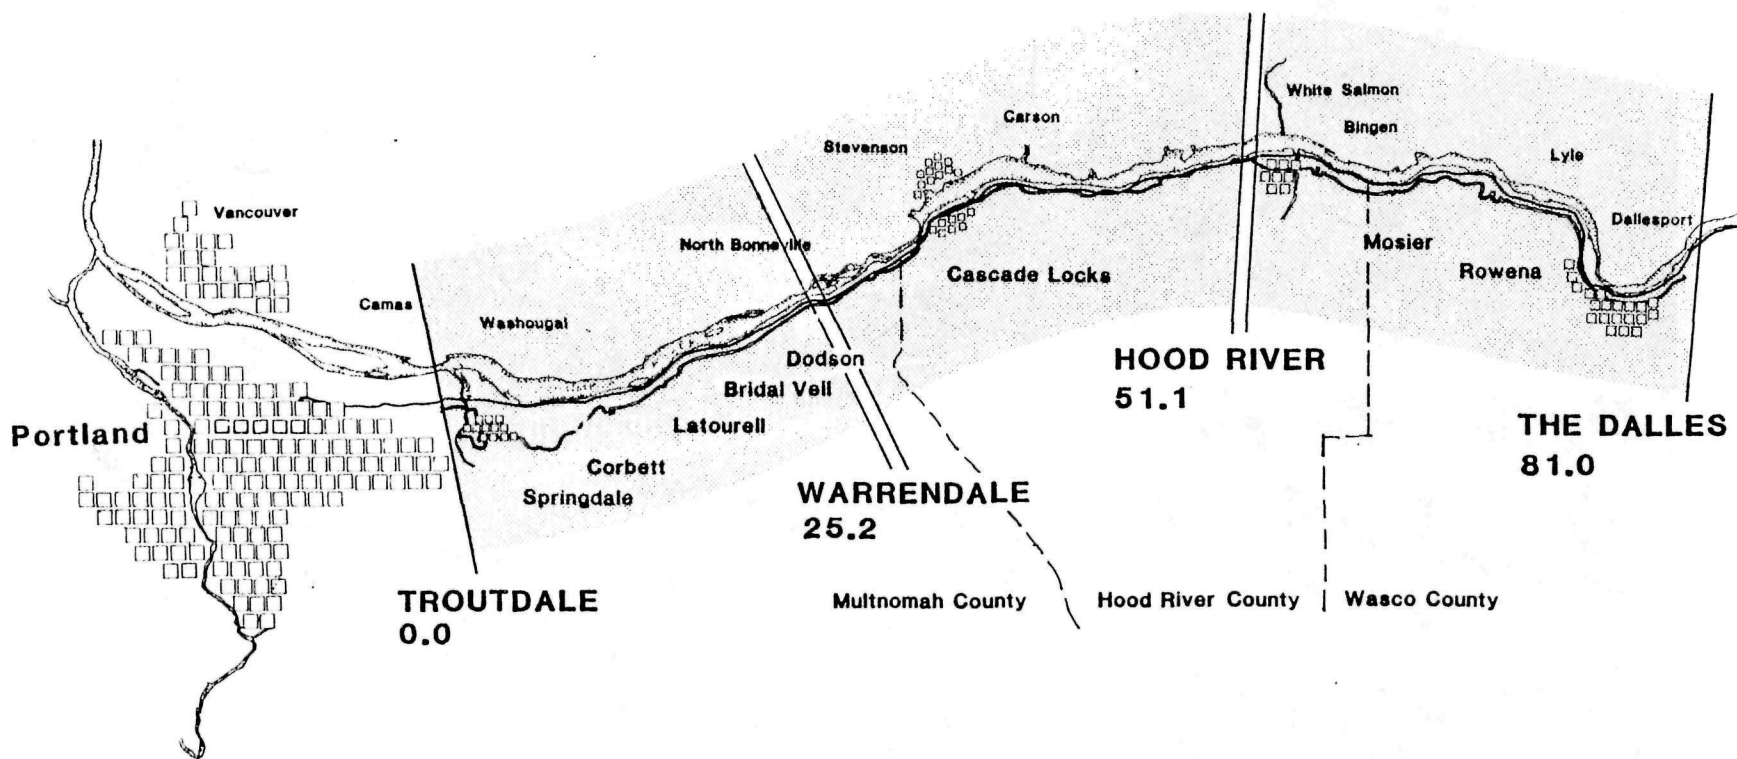 White Salmon
Carson
Bingen
Stevenson
Lyle
Vancouver
Dallesport
North Bonneville
Mosier
Cascade Locks
Rowena
Camas
Washougal
Dodson
HOOD RIVER
51.1
Bridal Veil
Latourell
THE DALLES
81.0
Portland
Corbett
Springdale
WARRENDALE
25.2
TROUTDALE
0.0
Multnomah County
Hood River County
Wasco County